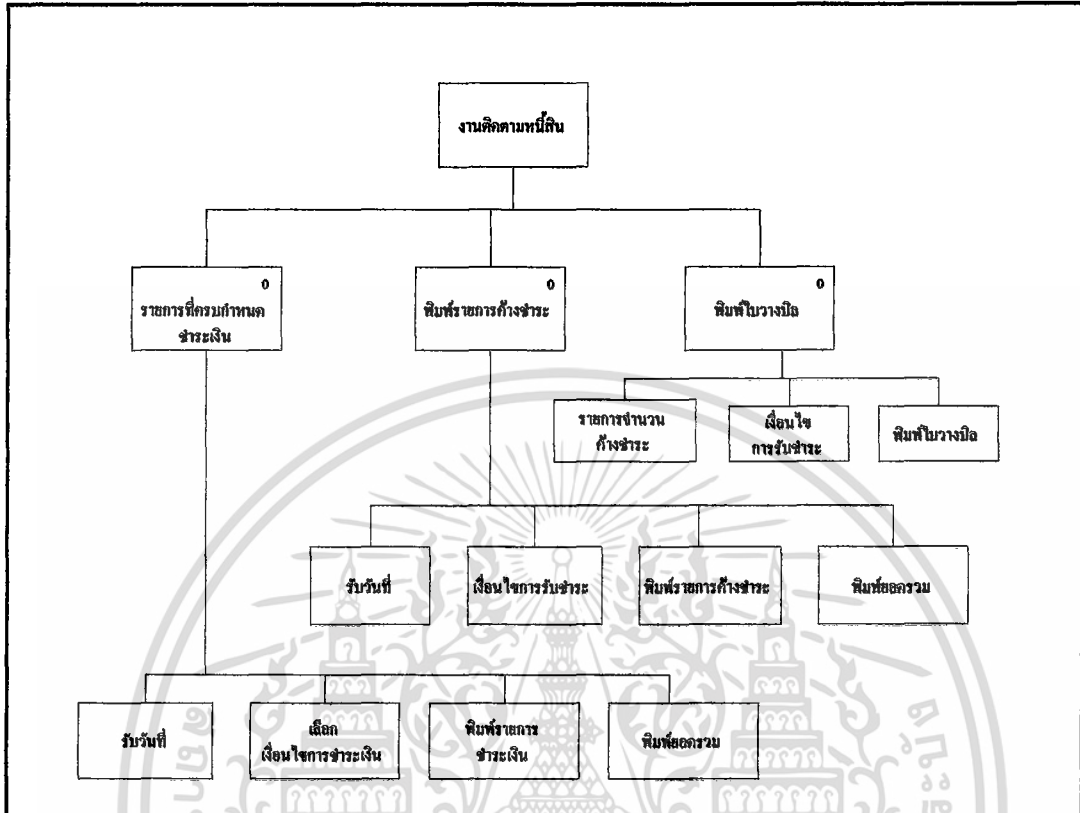 งานติดตามหนี้สิน
0
รายการที่ครบกำหนด
ชำระเงิน
0
พิมพ์รายการค้างชำระ
0
พิมพ์ใบวางบิล
รายการจำนวน
ค้างชำระ
เงื่อนไข
การรับชำระ
พิมพ์ใบวางบิล
รับวันที่
เงื่อนไขการรับชำระ
พิมพ์รายการค้างชำระ
พิมพ์ยอดรวม
รับวันที่
เลือก
เงื่อนไขการชำระเงิน
พิมพ์รายการ
ชำระเงิน
พิมพ์ยอดรวม